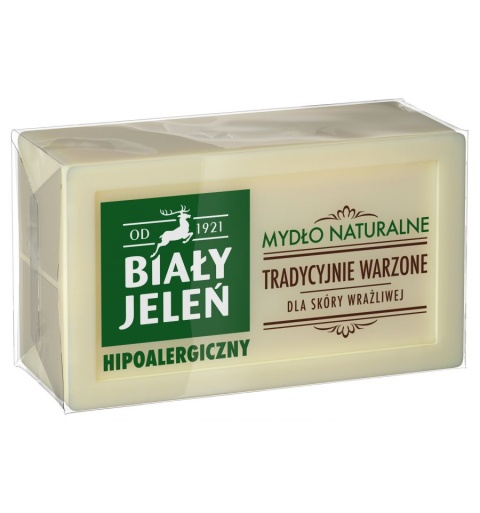 OD 1921
BIAŁY
JELEŃ
HIPOALERGICZNY
MYDŁO NATURALNE
TRADYCYJNIE WARZONE
DLA SKÓRY WRAŻLIWEJ